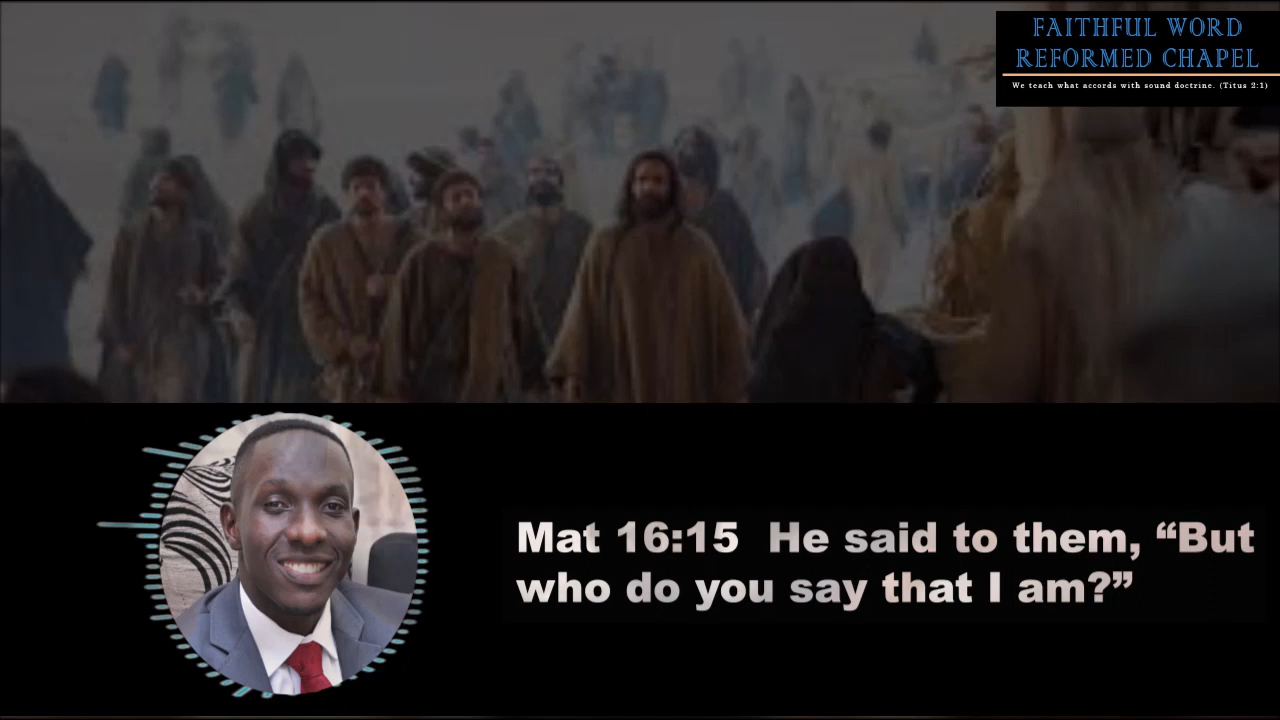 FAITHFUL WORD
REFORMED CHAPEL
We teach what accords with sound doctrine. (Titus 2:1)
Mat 16:15  He said to them, “But
who do you say that I am?”